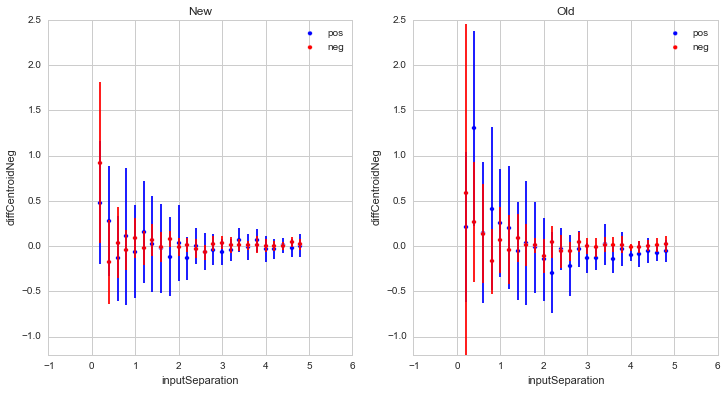 New
2.5
2.0
1.5
1.0
0.5
0.0
−0.5
−1.0
diffCentroidNeg
−1 0 1 2 3 4 5 6
inputSeparation
pos
neg
Old
2.5
2.0
1.5
1.0
0.5
0.0
−0.5
−1.0
diffCentroidNeg
−1 0 1 2 3 4 5 6
inputSeparation
pos
neg